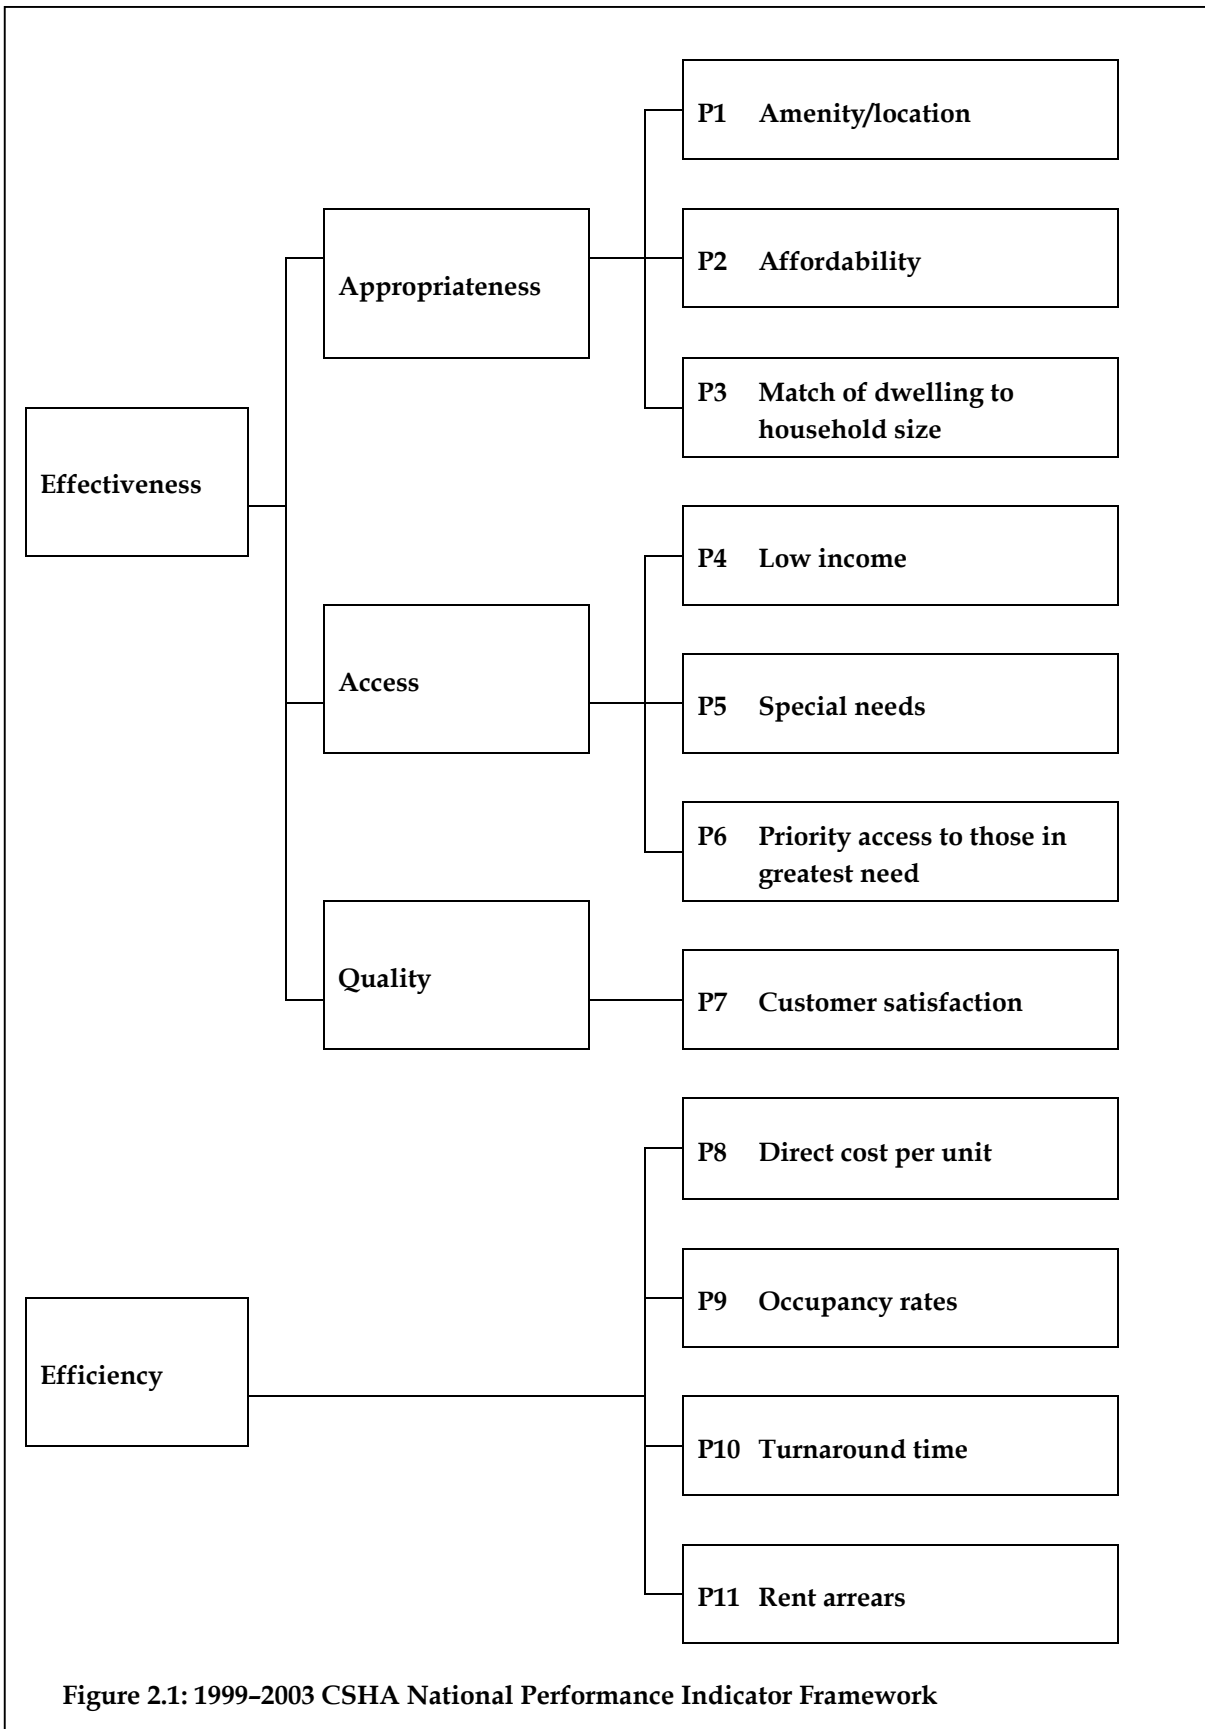 P1 Amenity/location
P2 Affordability
Appropriateness
P3 Match of dwelling to
household size
Effectiveness
P4 Low income
Access
P5 Special needs
P6 Priority access to those in
greatest need
Quality
P7 Customer satisfaction
P8 Direct cost per unit
P9 Occupancy rates
Efficiency
P10 Turnaround time
P11 Rent arrears
Figure 2.1: 1999–2003 CSHA National Performance Indicator Framework